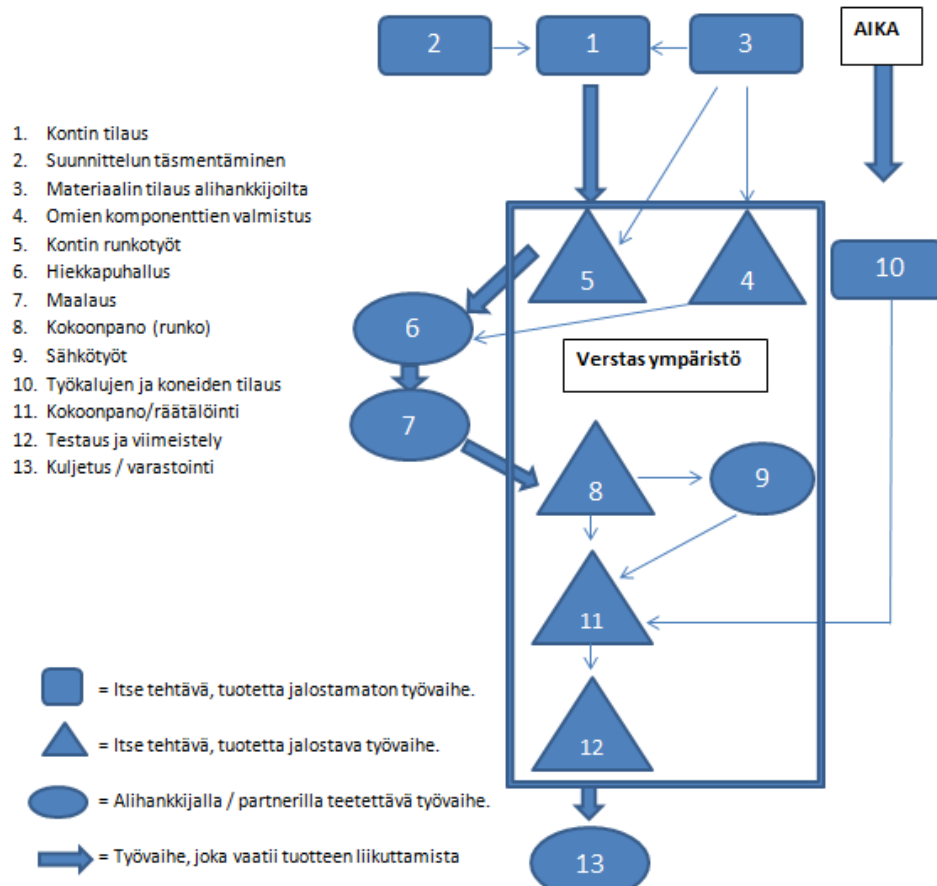 2
1
3
AIKA
1. Kontin tilaus
2. Suunnittelun täsmentäminen
3. Materiaalin tilaus alihankkijoilta
4. Omien komponenttien valmistus
5. Kontin runkotyöt
6. Hiekkapuhallus
7. Maalaus
8. Kokoonpano (runko)
9. Sähkötyöt
10. Työkalujen ja koneiden tilaus
11. Kokoonpano/räätälöinti
12. Testaus ja viimeistely
13. Kuljetus / varastointi
5
4
10
6
Verstas ympäristö
7
8
9
11
12
13
= Itse tehtävä, tuotetta jalostamaton työvaihe.
= Itse tehtävä, tuotetta jalostava työvaihe.
= Alihankkijalla / partnerilla teetettävä työvaihe.
= Työvaihe, joka vaatii tuotteen liikuttamista